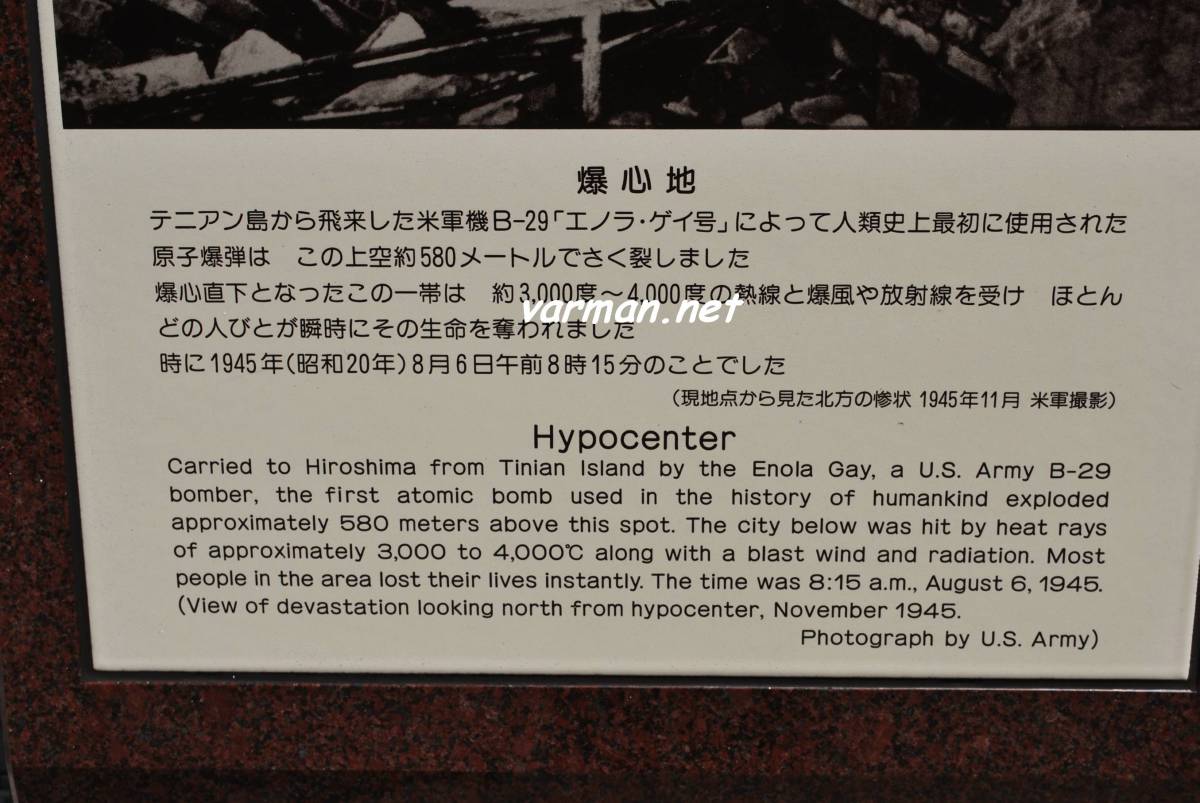 爆心地
テニアン島から飛来した米軍機B-29「エノラ・ゲイ号」によって人類史上最初に使用された
原子爆弾は　この上空約580メートルでさく裂しました
爆心直下となったこの一帯は　約3,000度～4,000度の熱線と爆風や放射線を受け　ほとん
どの人びとが瞬時にその生命を奪われました
varman.net
時に1945年(昭和20年)8月6日午前8時15分のことでした
(現地点から見た北方の惨状 1945年11月 米軍撮影)
Hypocenter
Carried to Hiroshima from Tinian Island by the Enola Gay, a U.S. Army B-29
bomber, the first atomic bomb used in the history of humankind exploded
approximately 580 meters above this spot. The city below was hit by heat rays
of approximately 3,000 to 4,000℃ along with a blast wind and radiation. Most
people in the area lost their lives instantly. The time was 8:15 a.m., August 6, 1945.
(View of devastation looking north from hypocenter, November 1945.
Photograph by U.S. Army)